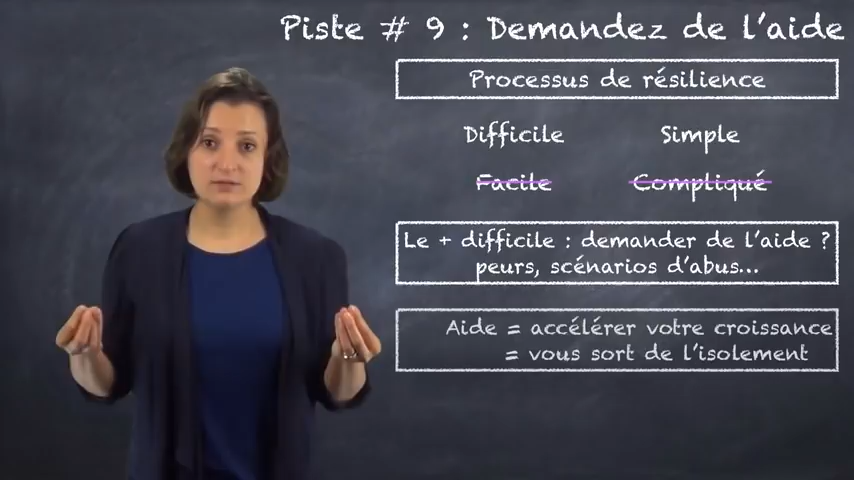 Piste # 9 : Demandez de l'aide
Processus de résilience
Difficile Simple
Facile Compliqué
Le + difficile : demander de l'aide ?
peurs, scénarios d'abus...
Aide = accélérer votre croissance
= vous sort de l'isolement